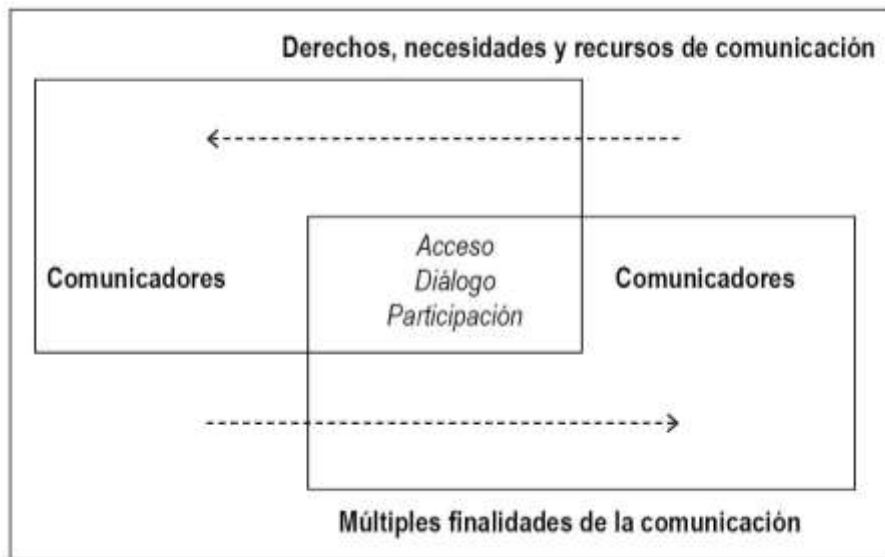 Derechos, necesidades y recursos de comunicación
Acceso
Comunicadores
Diálogo
Comunicadores
Participación
Múltiples finalidades de la comunicación